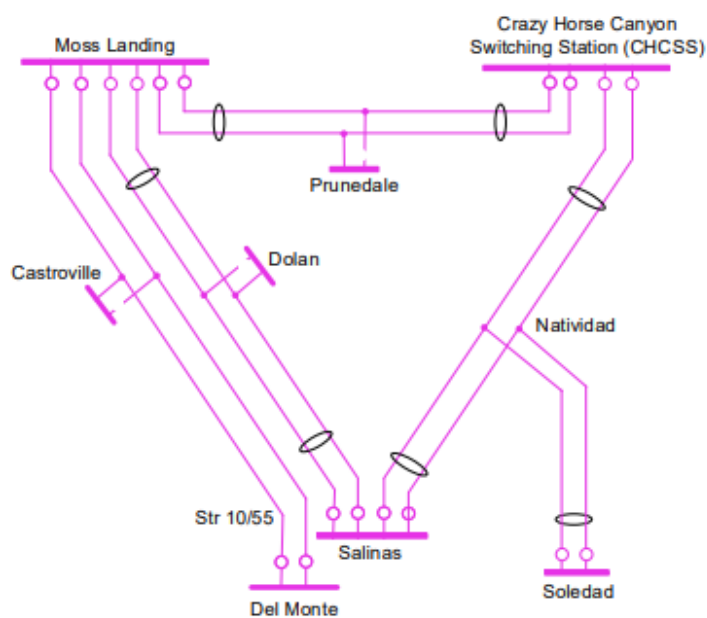 Crazy Horse Canyon
Moss Landing
Switching Station (CHCSS)
Prunedale
Castroville
Dolan
Natividad
Str 10/55
Salinas
Del Monte
Soledad